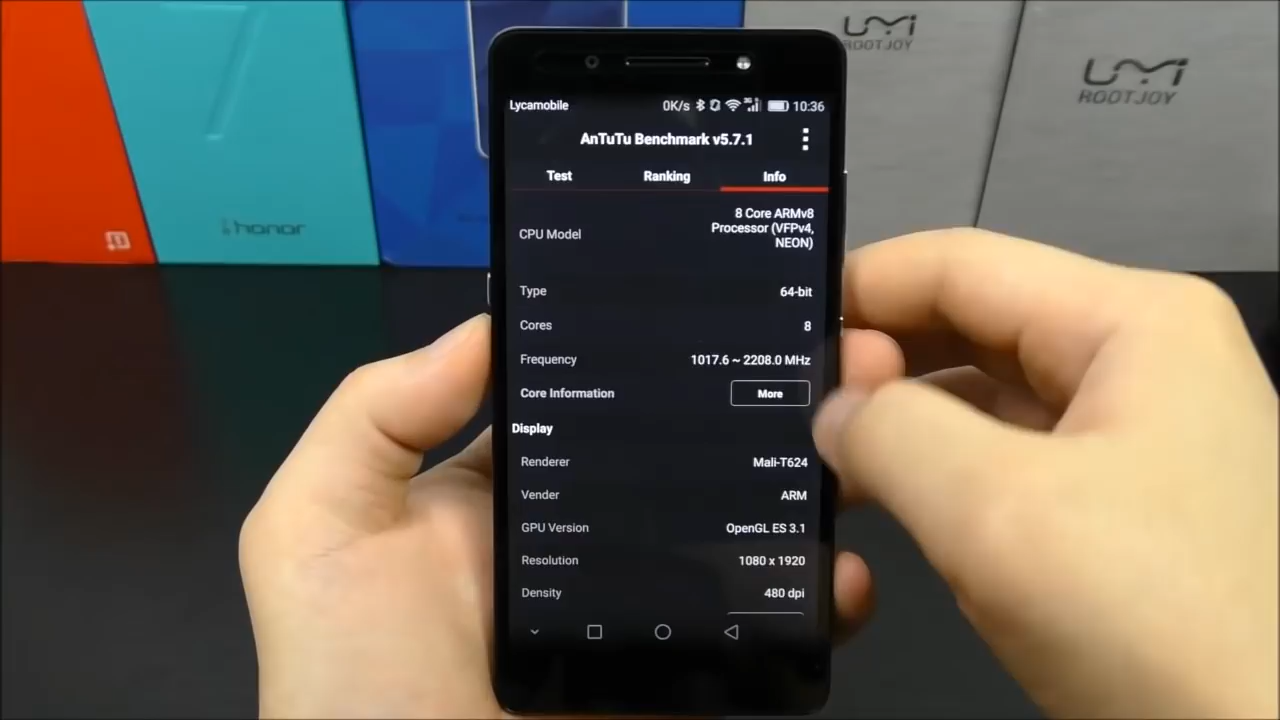 7
honor
UMi
ROOTJOY
UMi
ROOTJOY
Lycamobile 0K/s 3G 10:36
AnTuTu Benchmark v5.7.1
Test Ranking Info
CPU Model 8 Core ARMv8
Processor (VFPv4,
NEON)
Type 64-bit
Cores 8
Frequency 1017.6 ~ 2208.0 MHz
Core Information More
Display
Renderer Mali-T624
Vender ARM
GPU Version OpenGL ES 3.1
Resolution 1080 x 1920
Density 480 dpi